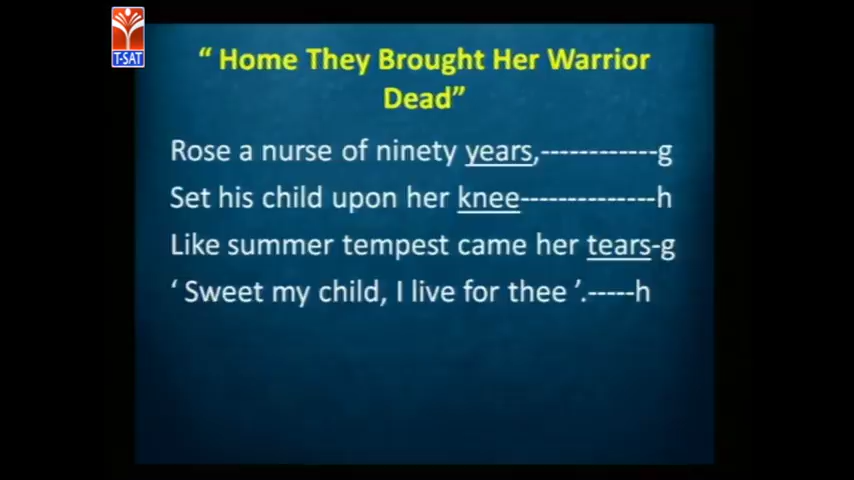 T-SAT
“ Home They Brought Her Warrior
Dead”
Rose a nurse of ninety years,------------g
Set his child upon her knee--------------h
Like summer tempest came her tears-g
‘ Sweet my child, I live for thee ’.-----h